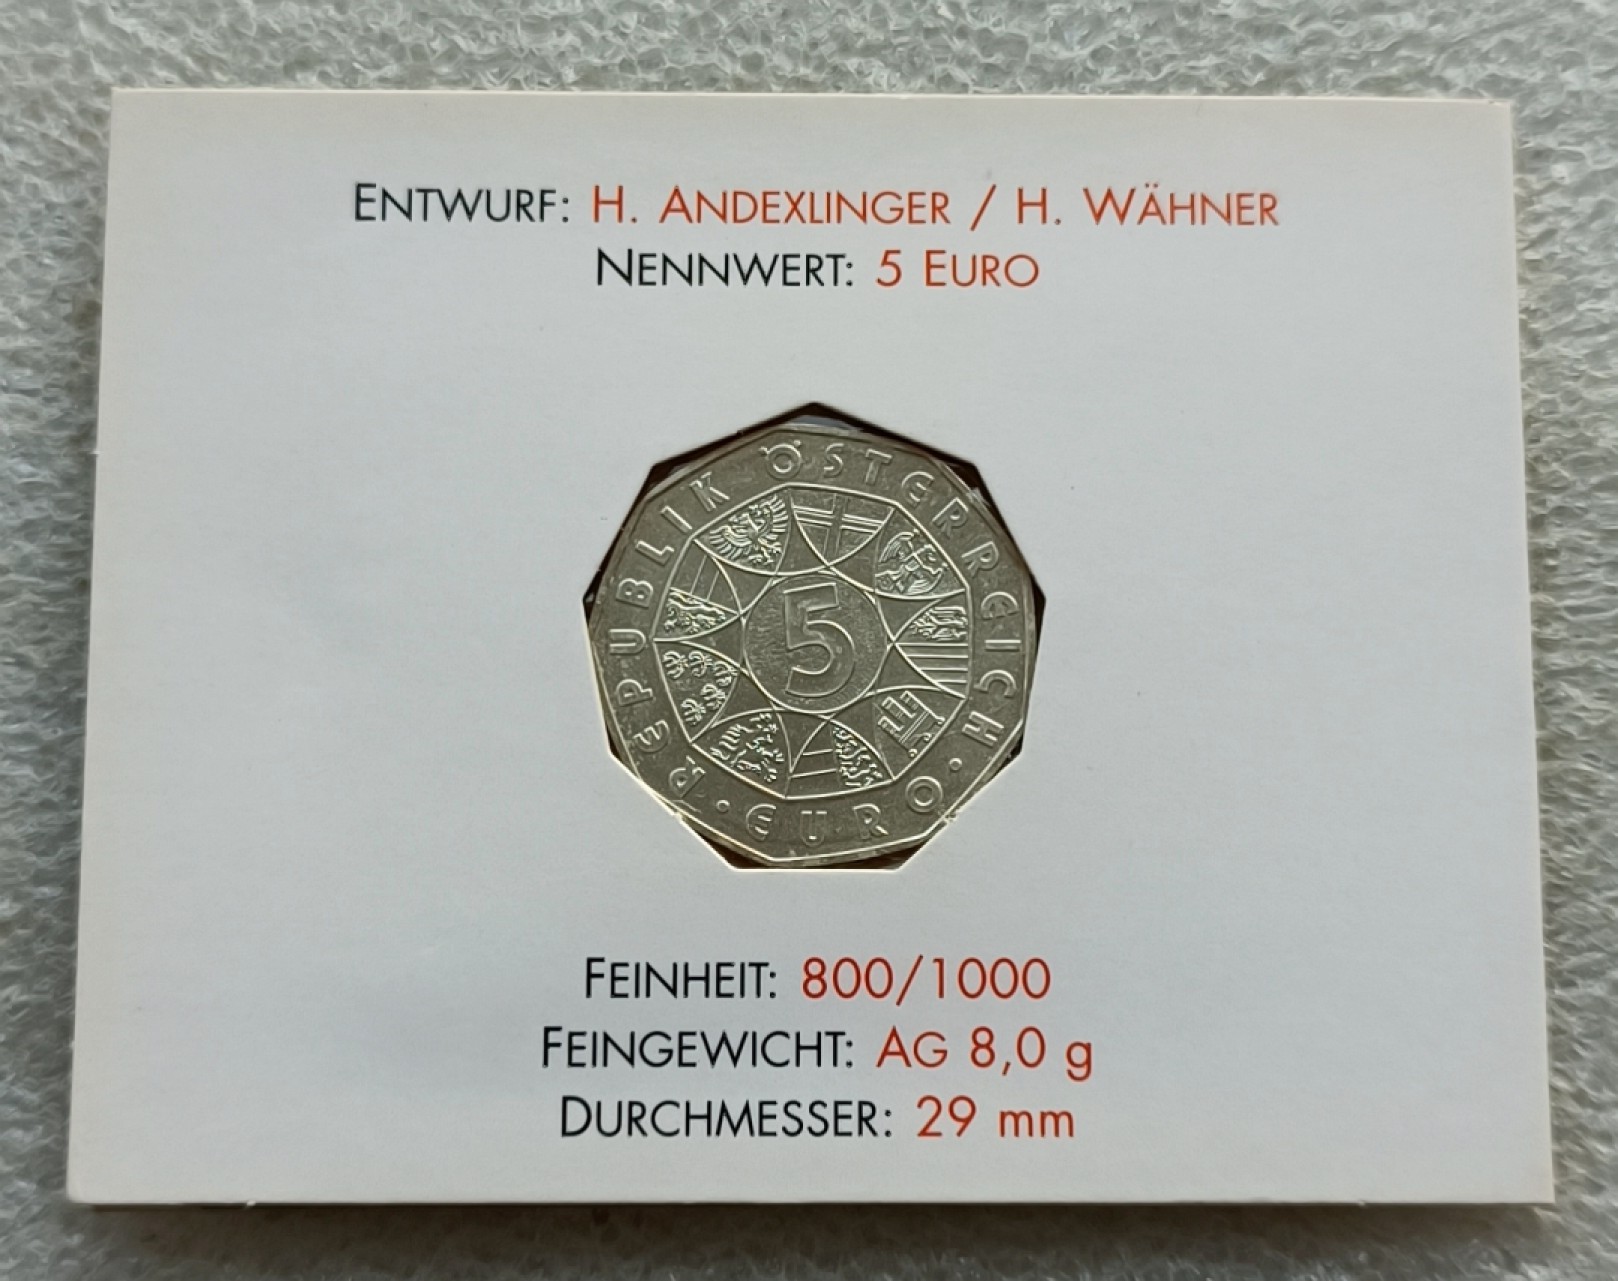 ENTWURF: H. ANDEXLINGER / H. WÄHNER
NENNWERT: 5 EURO
REPUBLIK ÖSTERREICH
5
· EURO ·
FEINHEIT: 800/1000
FEINGEWICHT: AG 8,0 g
DURCHMESSER: 29 mm